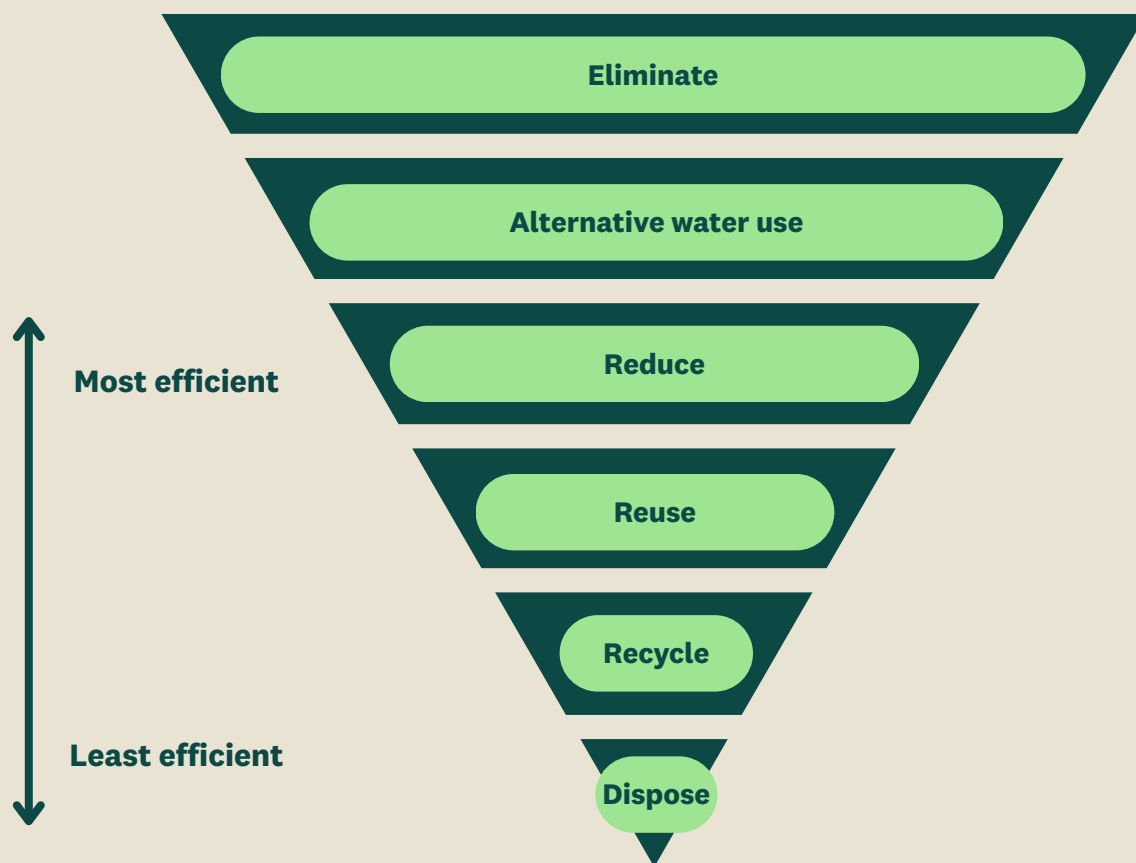 Eliminate
Alternative water use
Reduce
Most efficient
Reuse
Recycle
Least efficient
Dispose